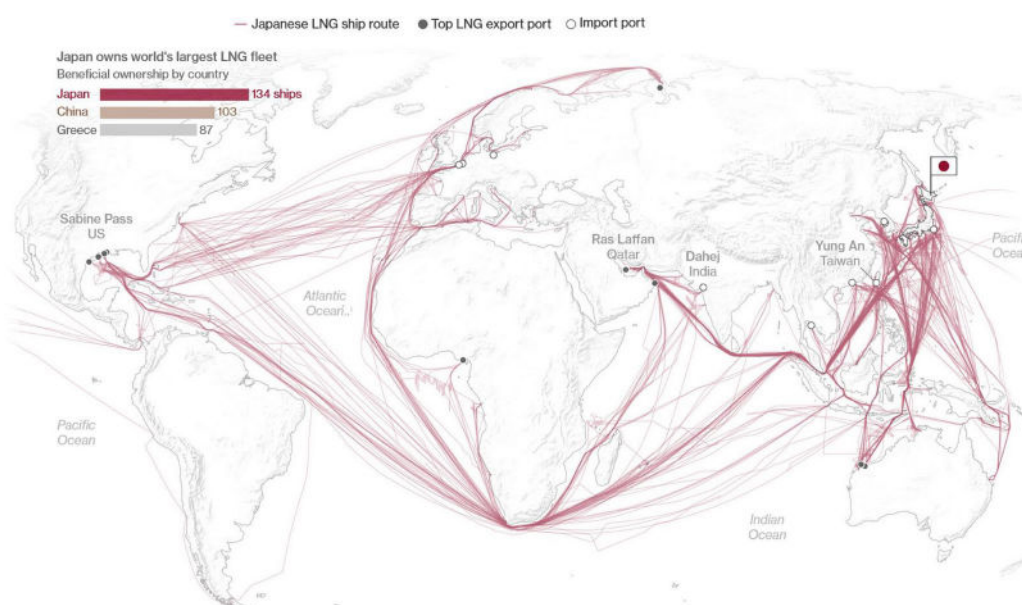 Japanese LNG ship route
Top LNG export port
Import port
Japan owns world's largest LNG fleet
Beneficial ownership by country
Japan 134 ships
China 103
Greece 87
Sabine Pass
US
Ras Laffan
Qatar
Dahej
India
Yung An
Taiwan
Pacific
Ocean
Atlantic
Ocean
Pacific
Ocean
Indian
Ocean